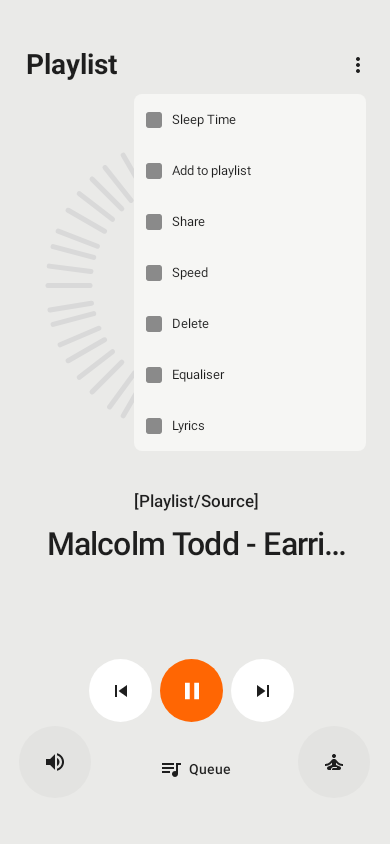 Playlist
Sleep Time
Add to playlist
Share
Speed
Delete
Equaliser
Lyrics
[Playlist/Source]
Malcolm Todd - Earri...
Queue